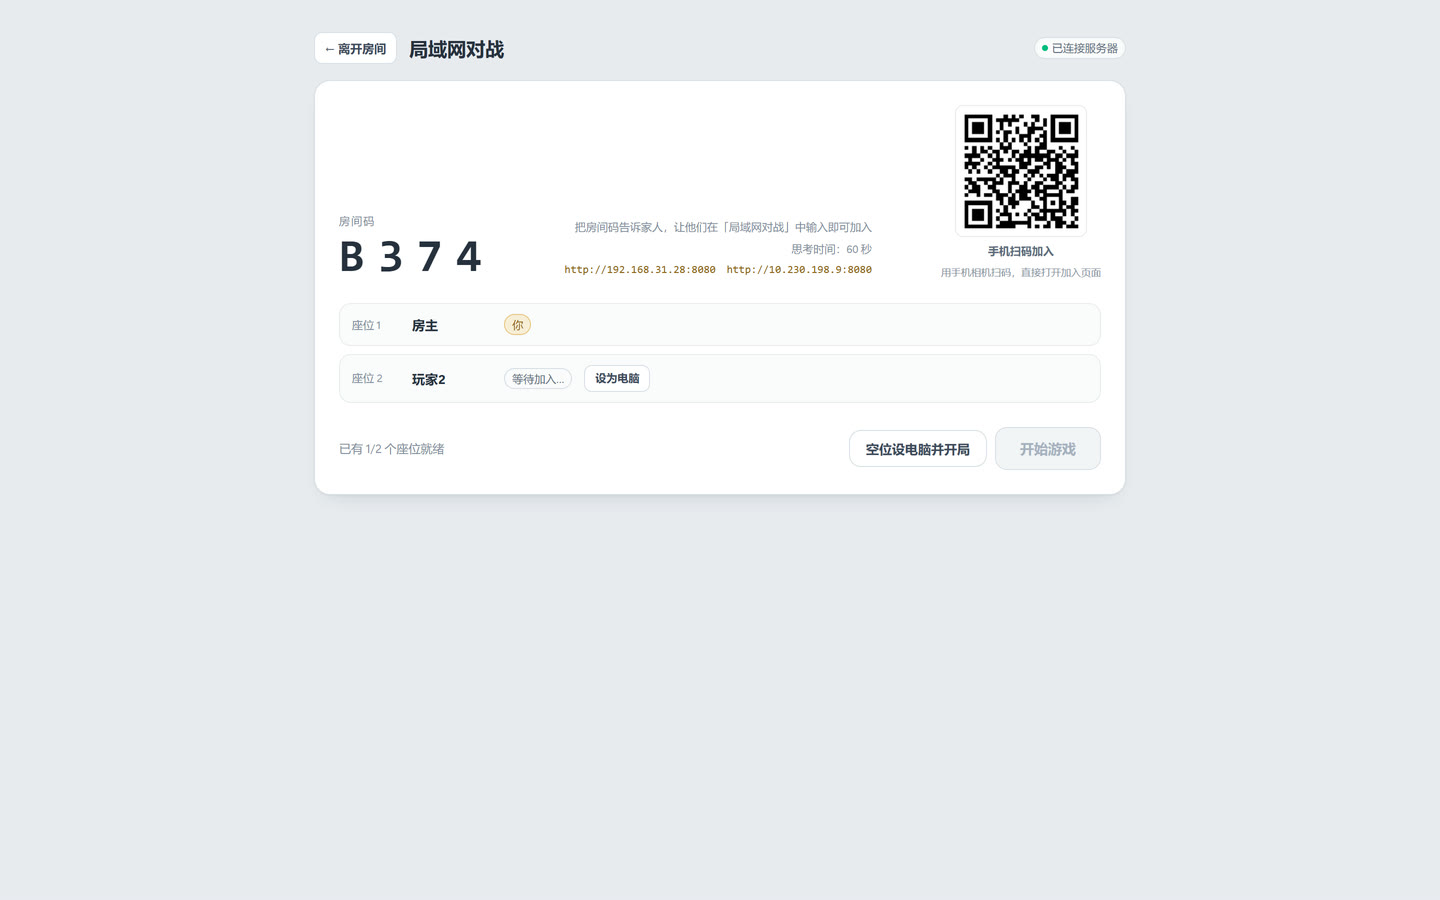 ← 离开房间
局域网对战
已连接服务器
房间码
B374
把房间码告诉家人，让他们在「局域网对战」中输入即可加入
思考时间：60 秒
http://192.168.31.28:8080 http://10.230.198.9:8080
手机扫码加入
用手机相机扫码，直接打开加入页面
座位 1 房主 你
座位 2 玩家2 等待加入… 设为电脑
已有 1/2 个座位就绪
空位设电脑并开局
开始游戏